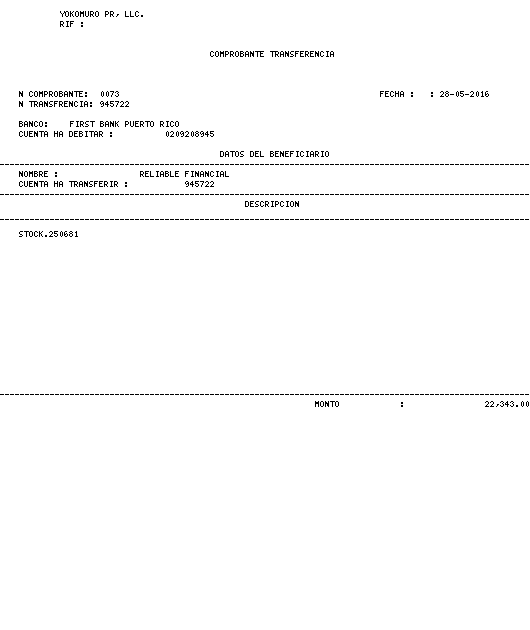 YOKOMURO PR, LLC.
RIF :
COMPROBANTE TRANSFERENCIA
N COMPROBANTE: 0073 FECHA : : 28-05-2016
N TRANSFRENCIA: 945722
BANCO: FIRST BANK PUERTO RICO
CUENTA HA DEBITAR : 0209208945
DATOS DEL BENEFICIARIO
NOMBRE : RELIABLE FINANCIAL
CUENTA HA TRANSFERIR : 945722
DESCRIPCION
STOCK.250681
MONTO : 22,343.00